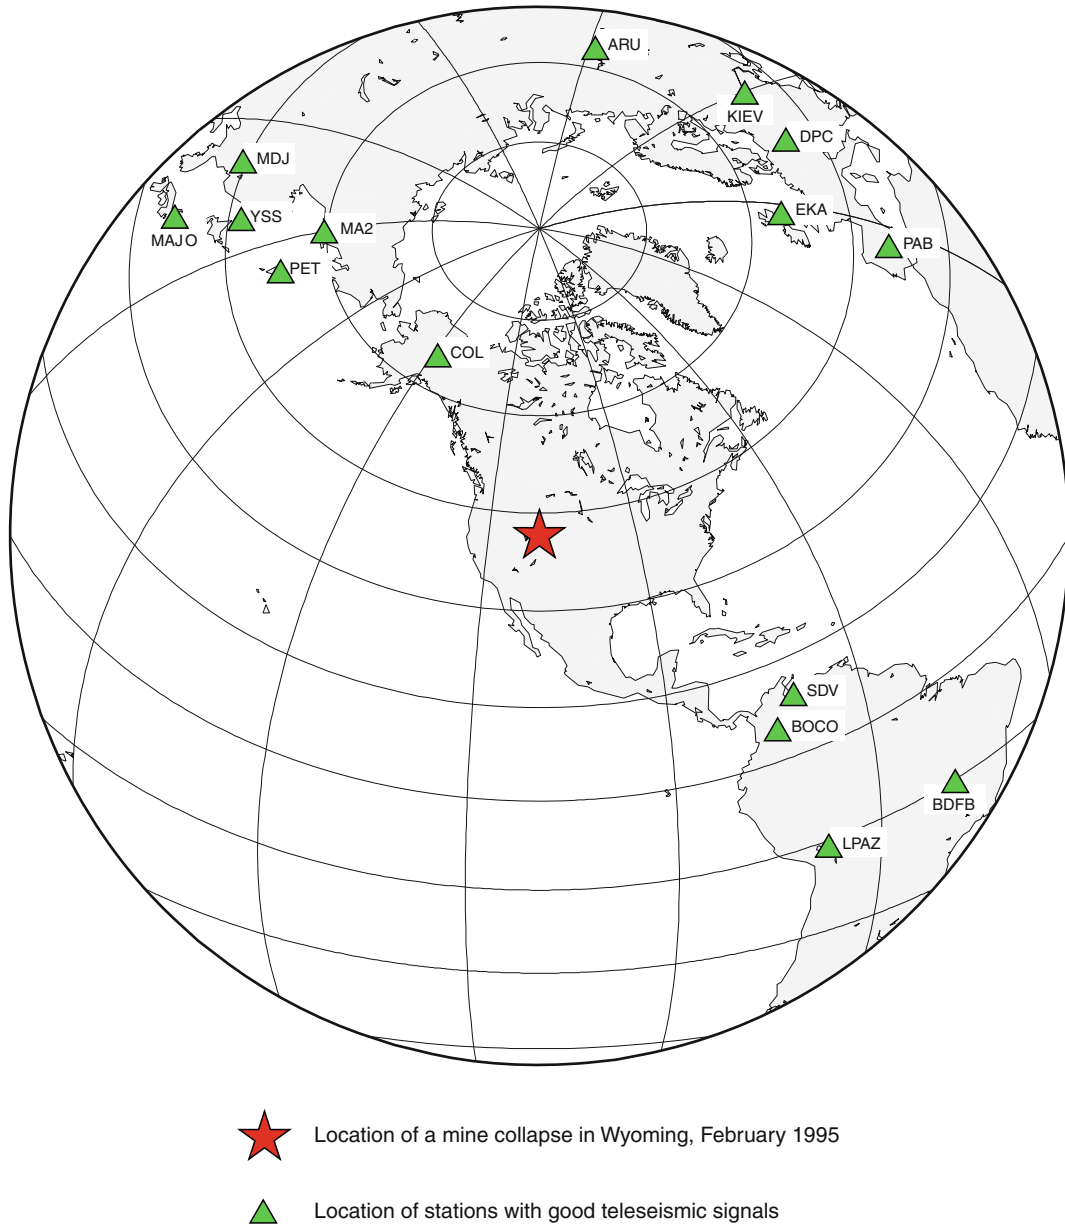 ARU
KIEV
DPC
MDJ
EKA
YSS
MA2
MAJO
PAB
PET
COL
SDV
BOCO
BDFB
LPAZ
Location of a mine collapse in Wyoming, February 1995
Location of stations with good teleseismic signals